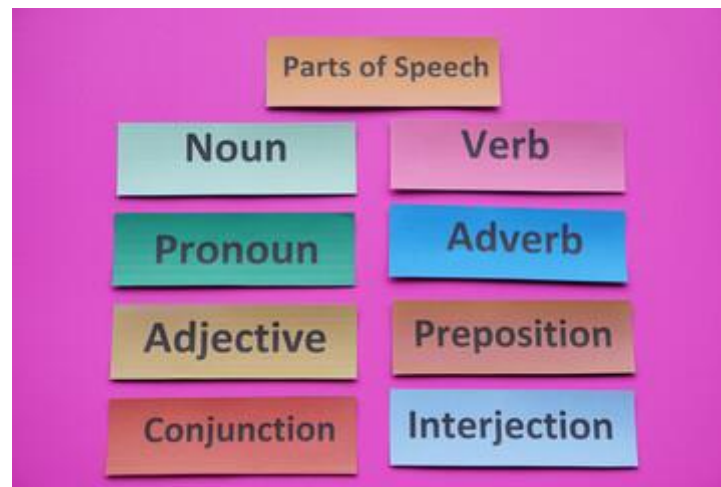 Parts of Speech
Noun
Verb
Pronoun
Adverb
Adjective
Preposition
Conjunction
Interjection